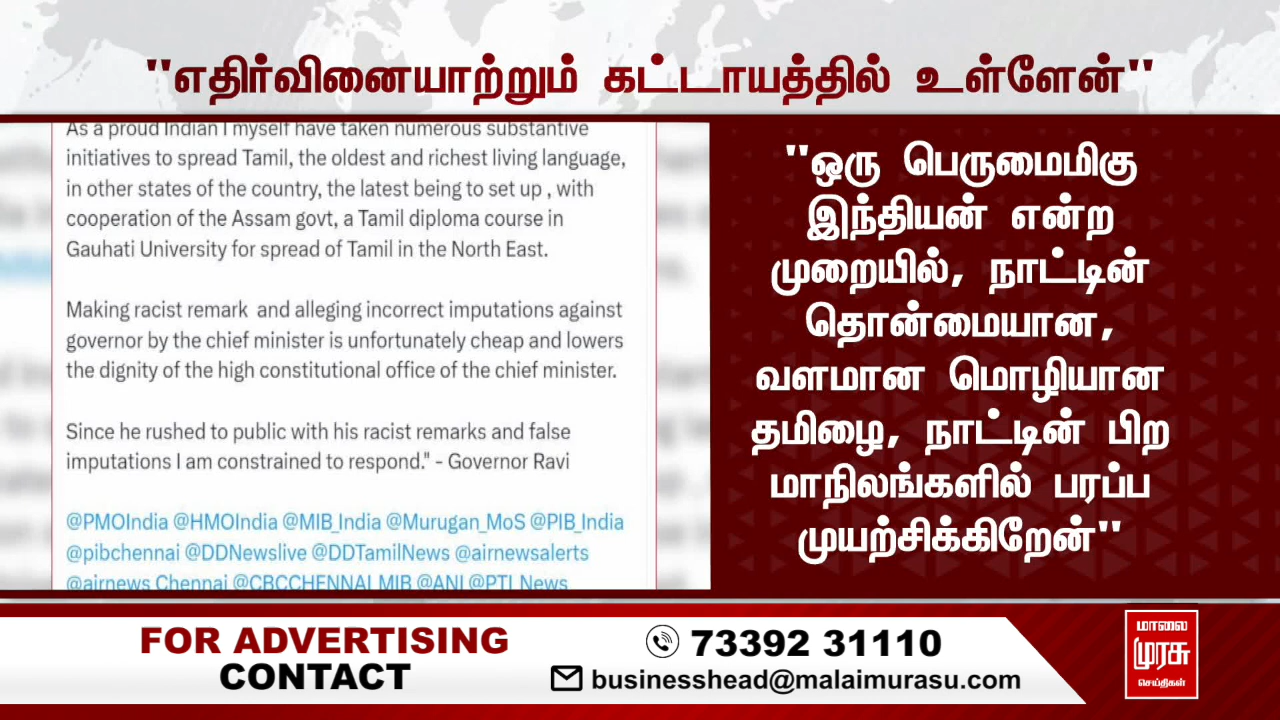 "எதிர்வினையாற்றும் கட்டாயத்தில் உள்ளேன்"
As a proud Indian I myself have taken numerous substantive
initiatives to spread Tamil, the oldest and richest living language,
in other states of the country, the latest being to set up , with
cooperation of the Assam govt, a Tamil diploma course in
Gauhati University for spread of Tamil in the North East.
Making racist remark  and alleging incorrect imputations against
governor by the chief minister is unfortunately cheap and lowers
the dignity of the high constitutional office of the chief minister.
Since he rushed to public with his racist remarks and false
imputations I am constrained to respond." - Governor Ravi
@PMOIndia @HMOIndia @MIB_India @Murugan_MoS @PIB_India
@pibchennai @DDNewslive @DDTamilNews @airnewsalerts
@airnews_Chennai @CBCCHENNAI_MIB @ANI @PTI_News
"ஒரு பெருமைமிகு
இந்தியன் என்ற
முறையில், நாட்டின்
தொன்மையான,
வளமான மொழியான
தமிழை, நாட்டின் பிற
மாநிலங்களில் பரப்ப
முயற்சிக்கிறேன்"
FOR ADVERTISING
CONTACT
73392 31110
businesshead@malaimurasu.com
மாலை
முரசு
செய்திகள்